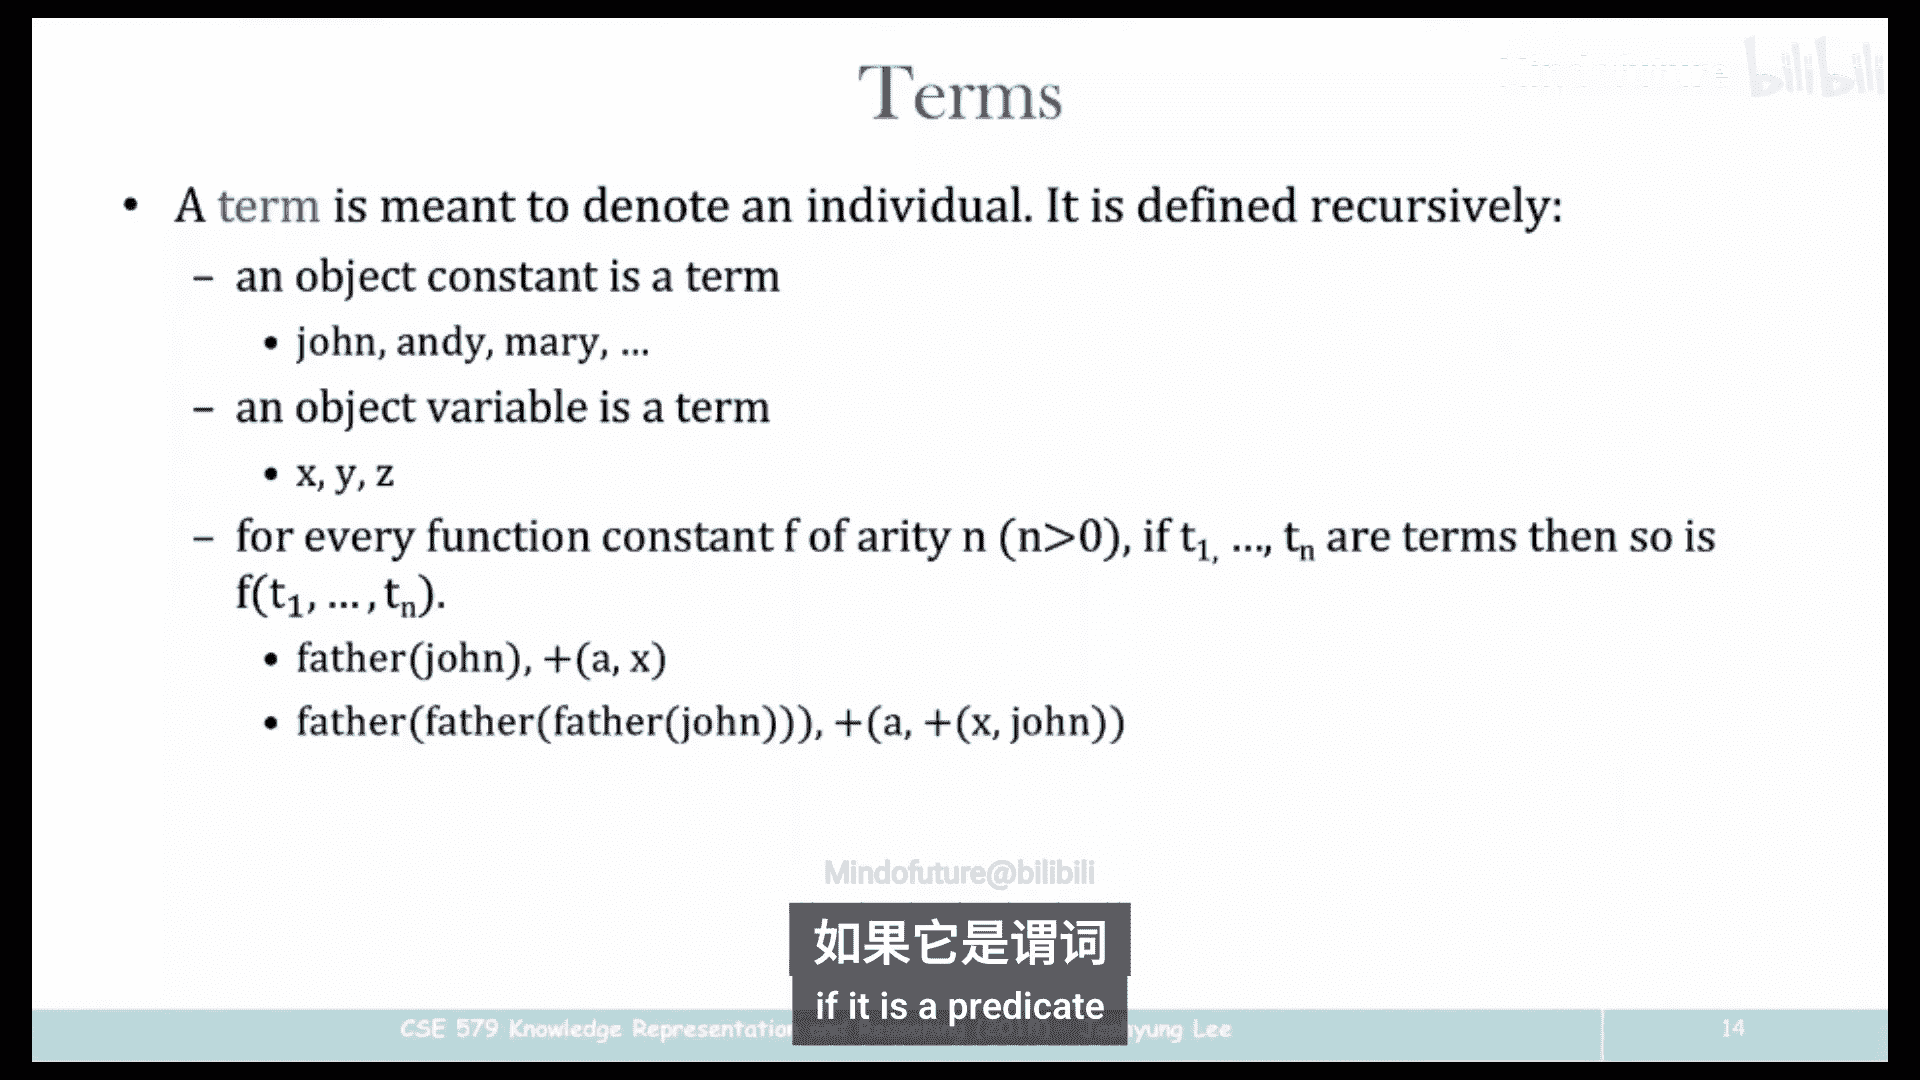 bilibili
Terms
• A term is meant to denote an individual. It is defined recursively:
– an object constant is a term
• john, andy, mary, ...
– an object variable is a term
• x, y, z
– for every function constant f of arity n (n>0), if t₁, ..., tₙ are terms then so is
f(t₁, ... , tₙ).
• father(john), +(a, x)
• father(father(father(john))), +(a, +(x, john))
Mindofuture@bilibili
如果它是谓词
if it is a predicate
CSE 579 Knowledge Representation Lee
14